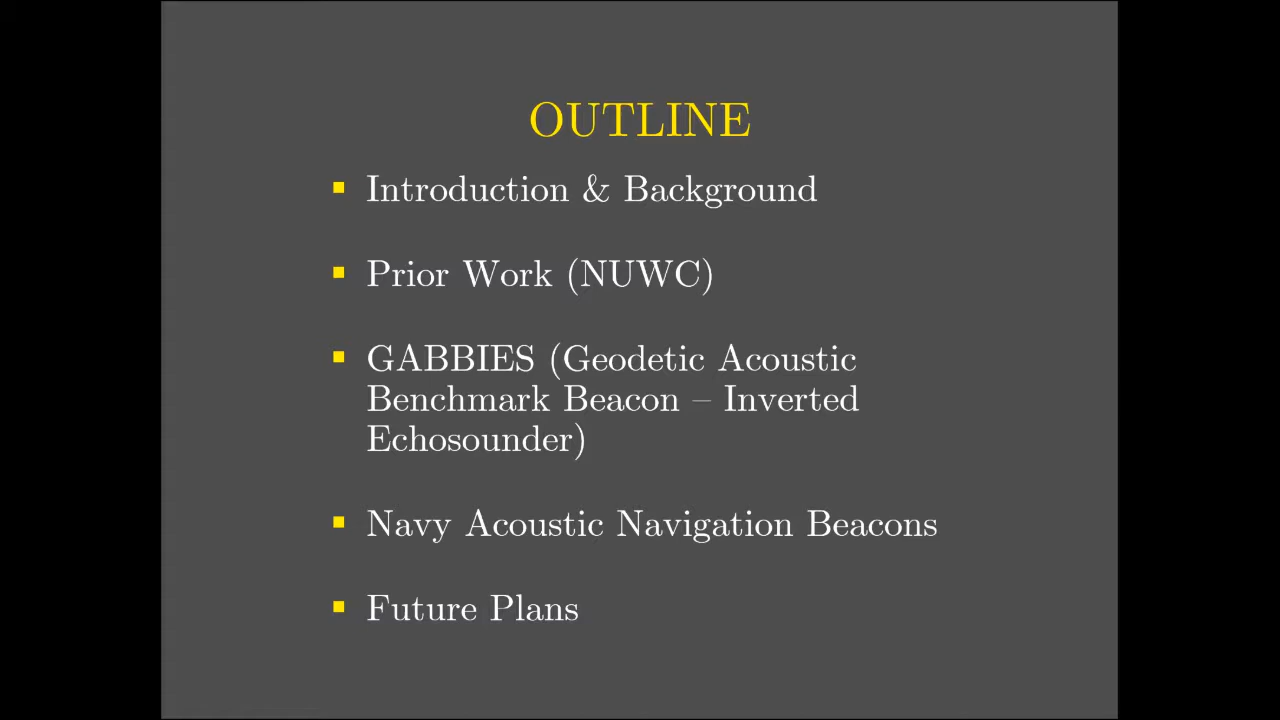 OUTLINE
Introduction & Background
Prior Work (NUWC)
GABBIES (Geodetic Acoustic
Benchmark Beacon – Inverted
Echosounder)
Navy Acoustic Navigation Beacons
Future Plans